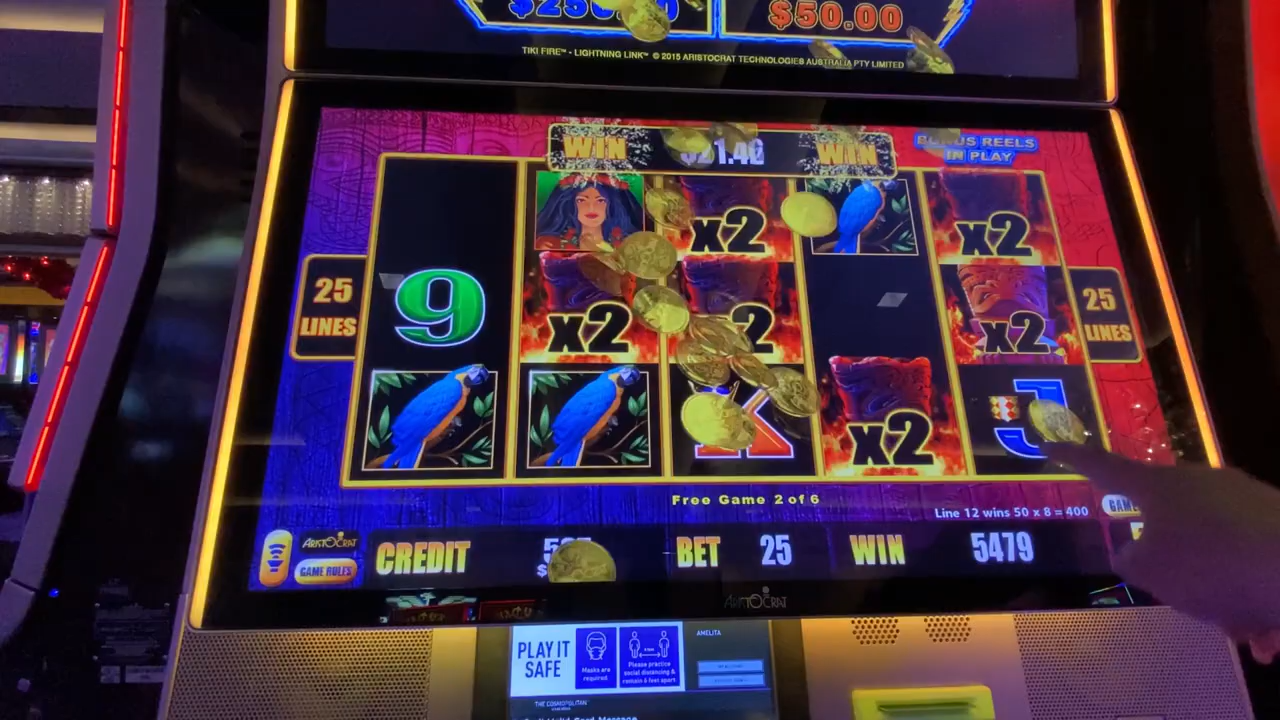 $50.00
TIKI FIRE™ - LIGHTNING LINK™ © 2015 ARISTOCRAT TECHNOLOGIES AUSTRALIA PTY LIMITED
WIN WIN
BONUS REELS
IN PLAY
x2 x2
25
LINES
9
x2
x2
25
LINES
K
x2
J
Free Game 2 of 6
Line 12 wins 50 x 8 = 400
ARISTOCRAT
GAME RULES
CREDIT
BET 25
WIN 5479
ARISTOCRAT
PLAY IT
SAFE
Masks are
required
Please practice
social distancing &
remain 6 feet apart
AMELITA
THE COSMOPOLITAN